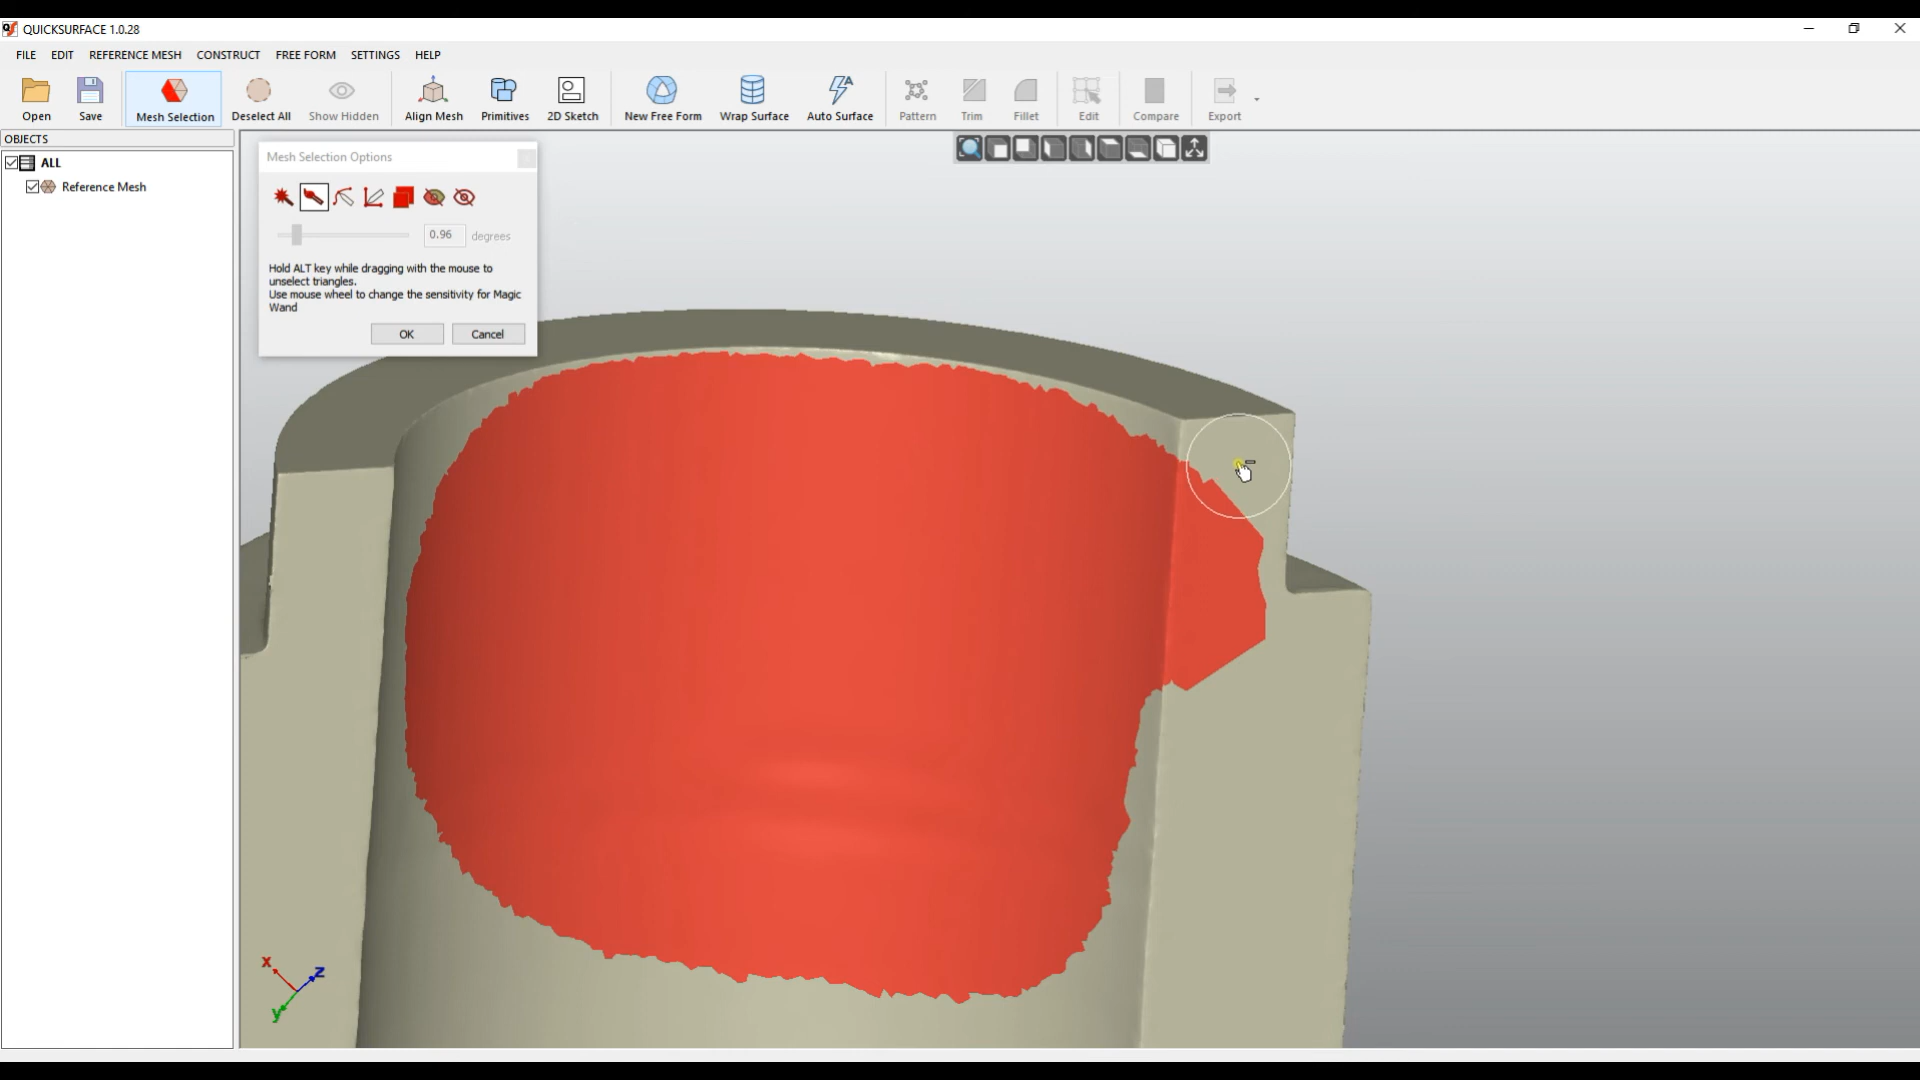 QUICKSURFACE 1.0.28
FILE EDIT REFERENCE MESH CONSTRUCT FREE FORM SETTINGS HELP
Open Save Mesh Selection Deselect All Show Hidden Align Mesh Primitives 2D Sketch New Free Form Wrap Surface Auto Surface Pattern Trim Fillet Edit Compare Export
OBJECTS
ALL
Reference Mesh
Mesh Selection Options
0.96 degrees
Hold ALT key while dragging with the mouse to
unselect triangles.
Use mouse wheel to change the sensitivity for Magic
Wand
OK Cancel
x z
y